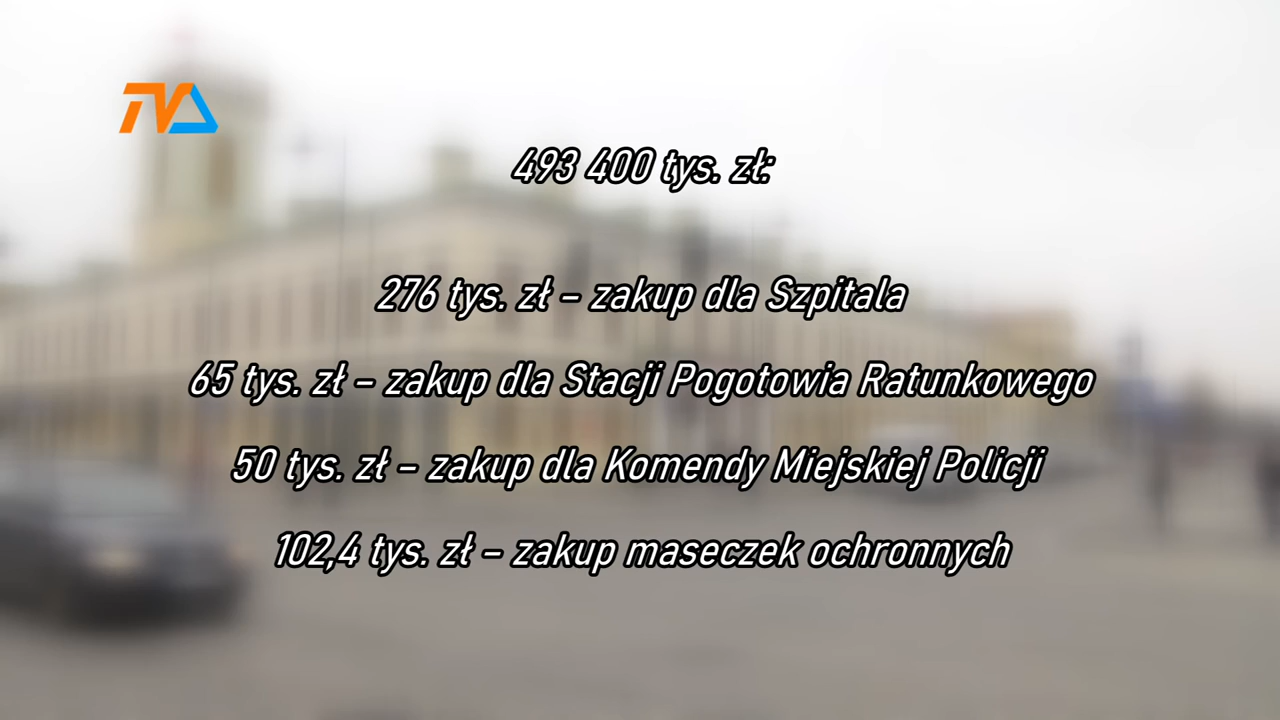 TVA
493 400 tys. zł:
276 tys. zł – zakup dla Szpitala
65 tys. zł – zakup dla Stacji Pogotowia Ratunkowego
50 tys. zł – zakup dla Komendy Miejskiej Policji
102,4 tys. zł – zakup maseczek ochronnych